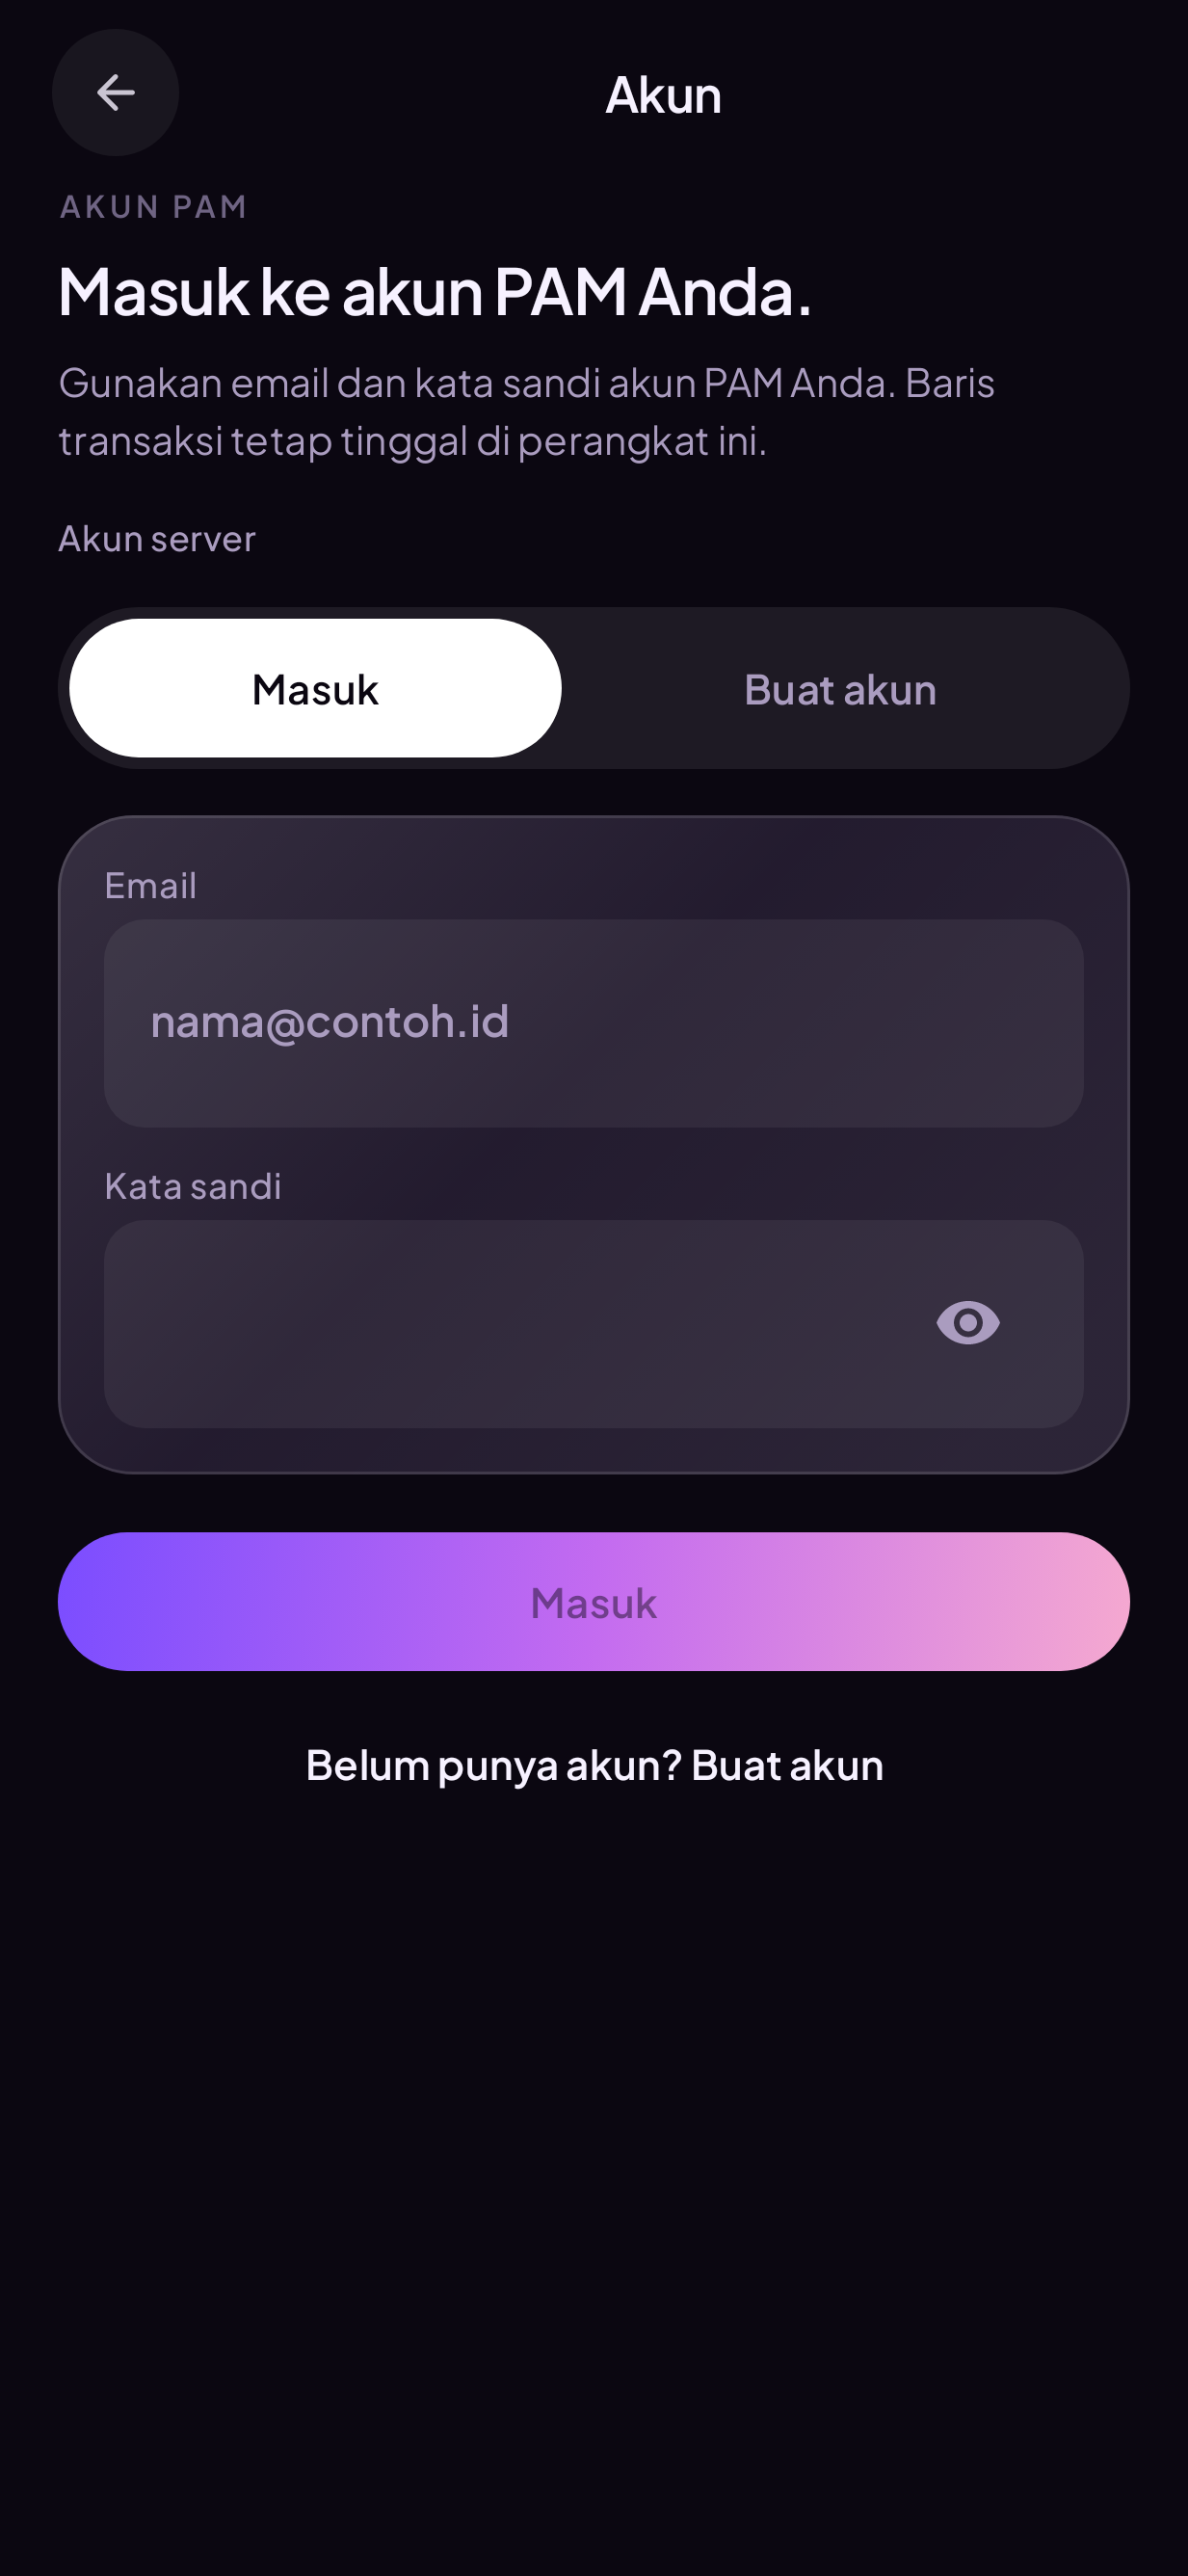 Akun
AKUN PAM
Masuk ke akun PAM Anda.
Gunakan email dan kata sandi akun PAM Anda. Baris
transaksi tetap tinggal di perangkat ini.
Akun server
Masuk
Buat akun
Email
nama@contoh.id
Kata sandi
Masuk
Belum punya akun? Buat akun